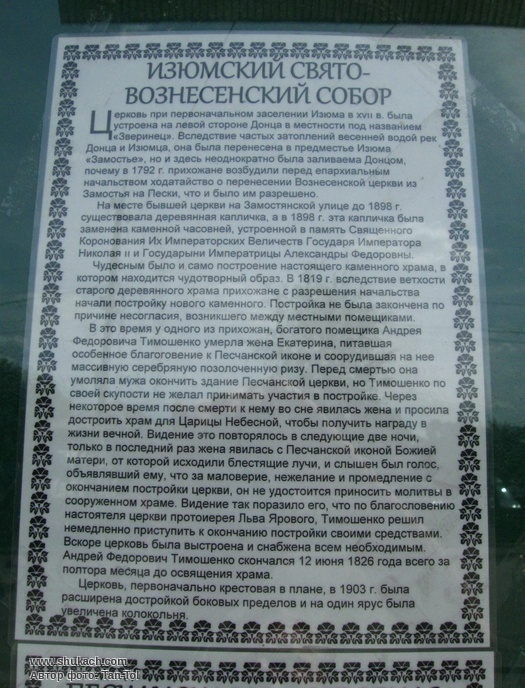 ИЗЮМСКИЙ СВЯТО-
ВОЗНЕСЕНСКИЙ СОБОР
Церковь при первоначальном заселении Изюма в XVII в. была
устроена на левой стороне Донца в местности под названием
«Зверинец». Вследствие частых затоплений весенней водой рек
Донца и Изюмца, она была перенесена в предместье Изюма
«Замостье», но и здесь неоднократно была заливаема Донцом,
почему в 1792 г. прихожане возбудили перед епархиальным
начальством ходатайство о перенесении Вознесенской церкви из
Замостья на Пески, что и было им разрешено.
На месте бывшей церкви на Замостянской улице до 1898 г.
существовала деревянная капличка, а в 1898 г. эта капличка была
заменена каменной часовней, устроенной в память Священного
Коронования Их Императорских Величеств Государя Императора
Николая II и Государыни Императрицы Александры Федоровны.
Чудесным было и само построение настоящего каменного храма, в
котором находится чудотворный образ. В 1819 г. вследствие ветхости
старого деревянного храма прихожане с разрешения начальства
начали постройку нового каменного. Постройка не была закончена по
причине несогласия, возникшего между местными помещиками.
В это время у одного из прихожан, богатого помещика Андрея
Федоровича Тимошенко умерла жена Екатерина, питавшая
особенное благоговение к Песчанской иконе и соорудившая на нее
массивную серебряную позолоченную ризу. Перед смертью она
умоляла мужа окончить здание Песчанской церкви, но Тимошенко по
своей скупости не желал принимать участия в постройке. Через
некоторое время после смерти к нему во сне явилась жена и просила
достроить храм для Царицы Небесной, чтобы получить награду в
жизни вечной. Видение это повторялось в следующие две ночи,
только в последний раз жена явилась с Песчанской иконой Божией
матери, от которой исходили блестящие лучи, и слышен был голос,
объявлявший ему, что за маловерие, нежелание и промедление с
окончанием постройки церкви, он не удостоится приносить молитвы в
сооруженном храме. Видение так поразило его, что по благословению
настоятеля церкви протоиерея Льва Ярового, Тимошенко решил
немедленно приступить к окончанию постройки своими средствами.
Вскоре церковь была выстроена и снабжена всем необходимым.
Андрей Федорович Тимошенко скончался 12 июня 1826 года всего за
полтора месяца до освящения храма.
Церковь, первоначально крестовая в плане, в 1903 г. была
расширена достройкой боковых пределов и на один ярус была
увеличена колокольня.
www.shukach.com
Автор фото: Tan-Tol